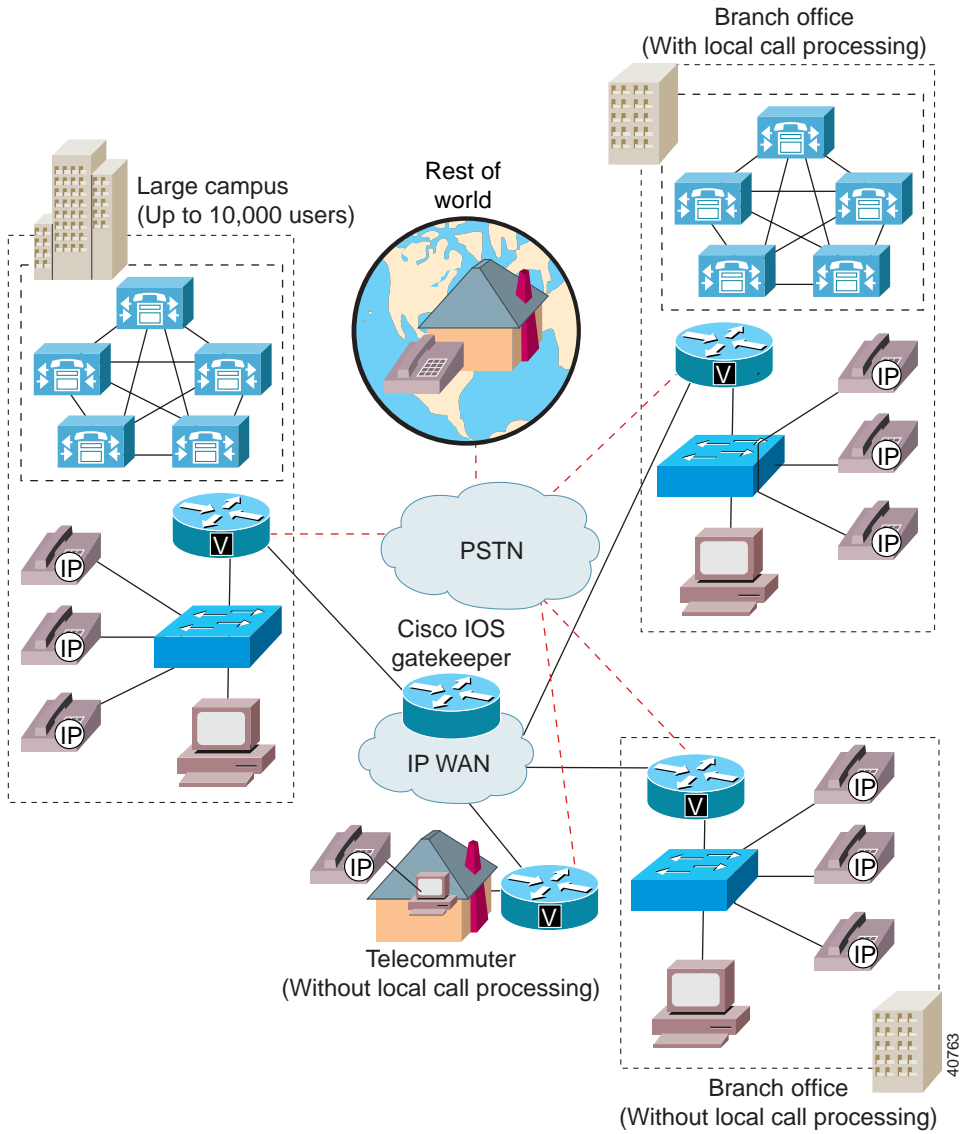 Branch office
(With local call processing)
Large campus
(Up to 10,000 users)
Rest of
world
V
IP
IP
IP
PSTN
V
IP
IP
IP
Cisco IOS
gatekeeper
IP WAN
V
IP
IP
IP
IP
V
Telecommuter
(Without local call processing)
Branch office
(Without local call processing)
40763